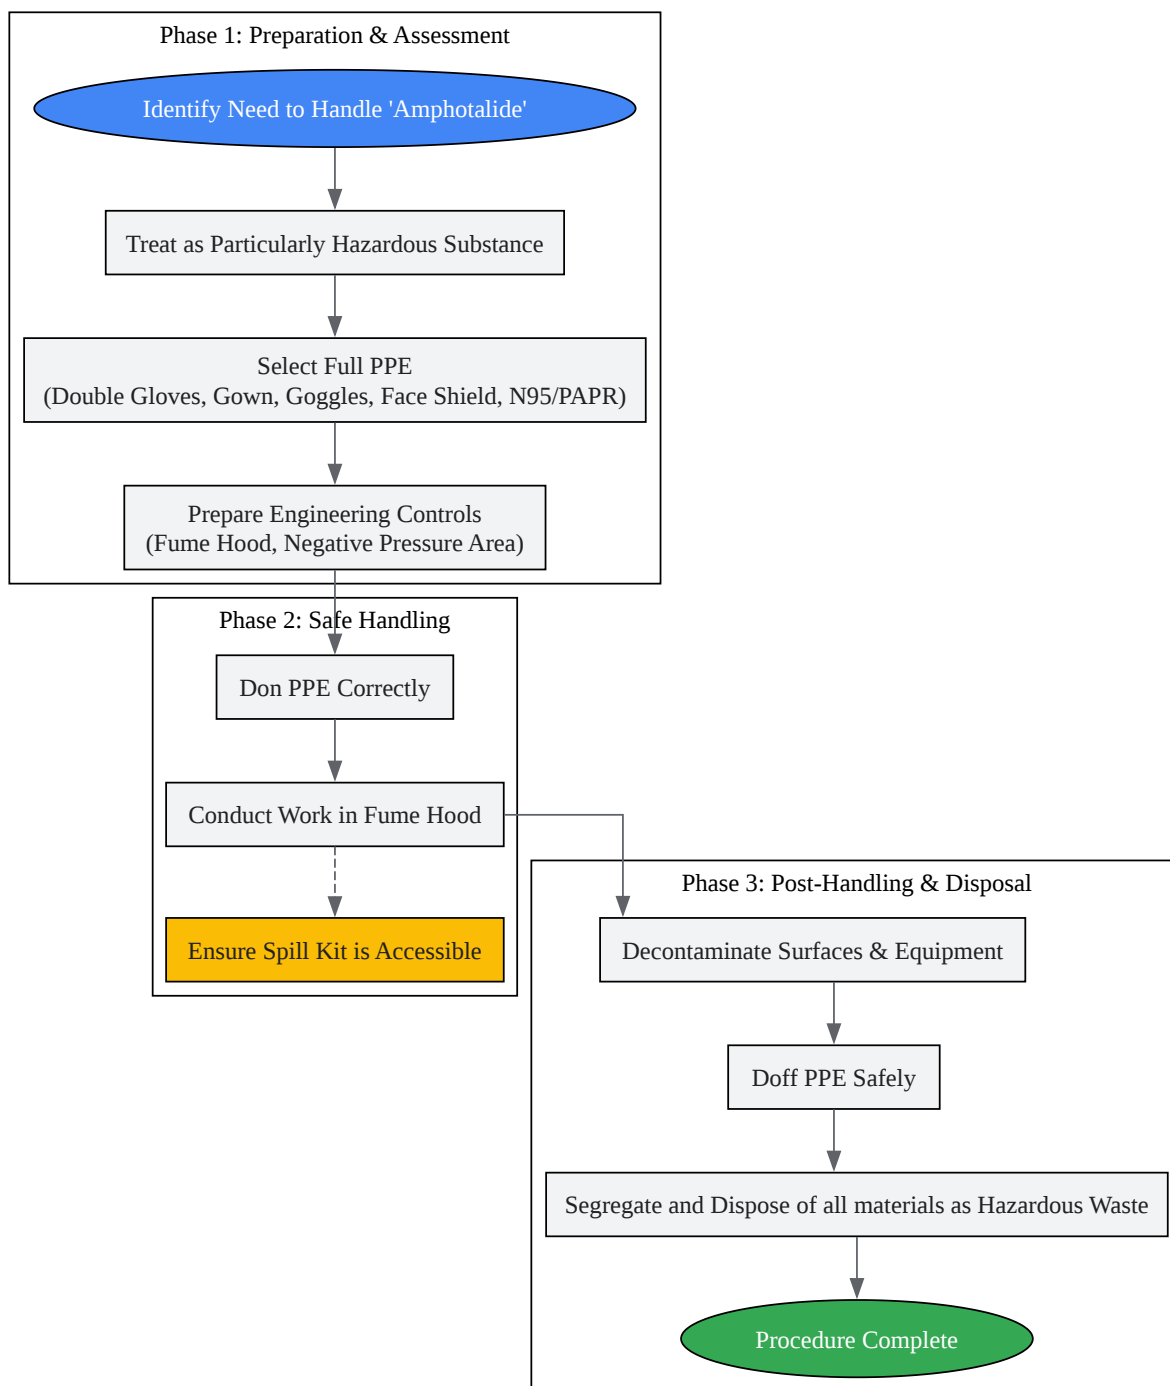 Phase 1: Preparation & Assessment
Identify Need to Handle 'Amphotalide'
Treat as Particularly Hazardous Substance
Select Full PPE
(Double Gloves, Gown, Goggles, Face Shield, N95/PAPR)
Prepare Engineering Controls
(Fume Hood, Negative Pressure Area)
Phase 2: Safe Handling
Don PPE Correctly
Conduct Work in Fume Hood
Ensure Spill Kit is Accessible
Phase 3: Post-Handling & Disposal
Decontaminate Surfaces & Equipment
Doff PPE Safely
Segregate and Dispose of all materials as Hazardous Waste
Procedure Complete